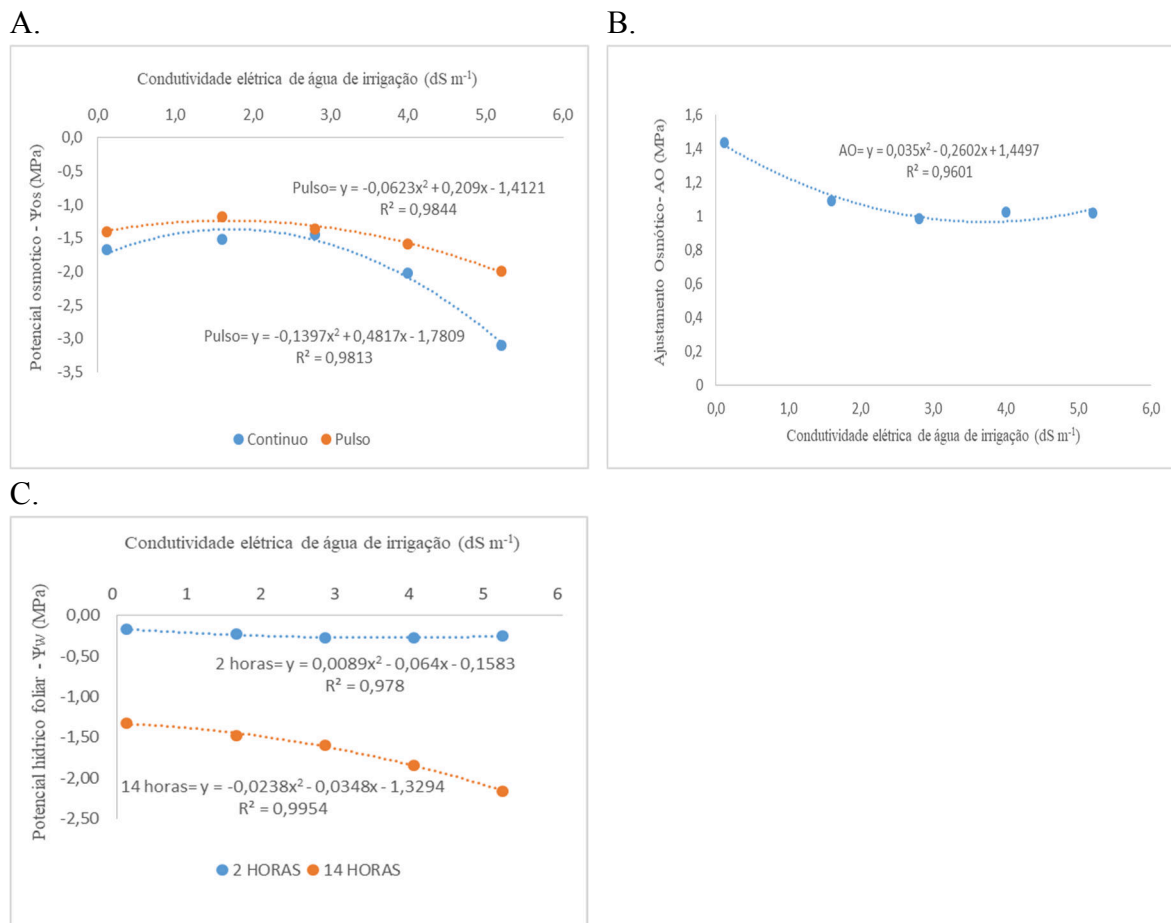 A.
Condutividade elétrica de água de irrigação (dS m⁻¹)
0,0 1,0 2,0 3,0 4,0 5,0 6,0
Potencial osmotico - Ψos (MPa)
0,0
-0,5
-1,0
-1,5
-2,0
-2,5
-3,0
-3,5
Pulso= y = -0,0623x² + 0,209x - 1,4121
R² = 0,9844
Pulso= y = -0,1397x² + 0,4817x - 1,7809
R² = 0,9813
Continuo Pulso
B.
Ajustamento Osmótico- AO (MPa)
1,6
1,4
1,2
1
0,8
0,6
0,4
0,2
0
AO= y = 0,035x² - 0,2602x + 1,4497
R² = 0,9601
0,0 1,0 2,0 3,0 4,0 5,0 6,0
Condutividade elétrica de água de irrigação (dS m⁻¹)
C.
Condutividade elétrica de água de irrigação (dS m⁻¹)
0 1 2 3 4 5 6
Potencial hídrico foliar - Ψw (MPa)
0,00
-0,50
-1,00
-1,50
-2,00
-2,50
2 horas= y = 0,0089x² - 0,064x - 0,1583
R² = 0,978
14 horas= y = -0,0238x² - 0,0348x - 1,3294
R² = 0,9954
2 HORAS 14 HORAS